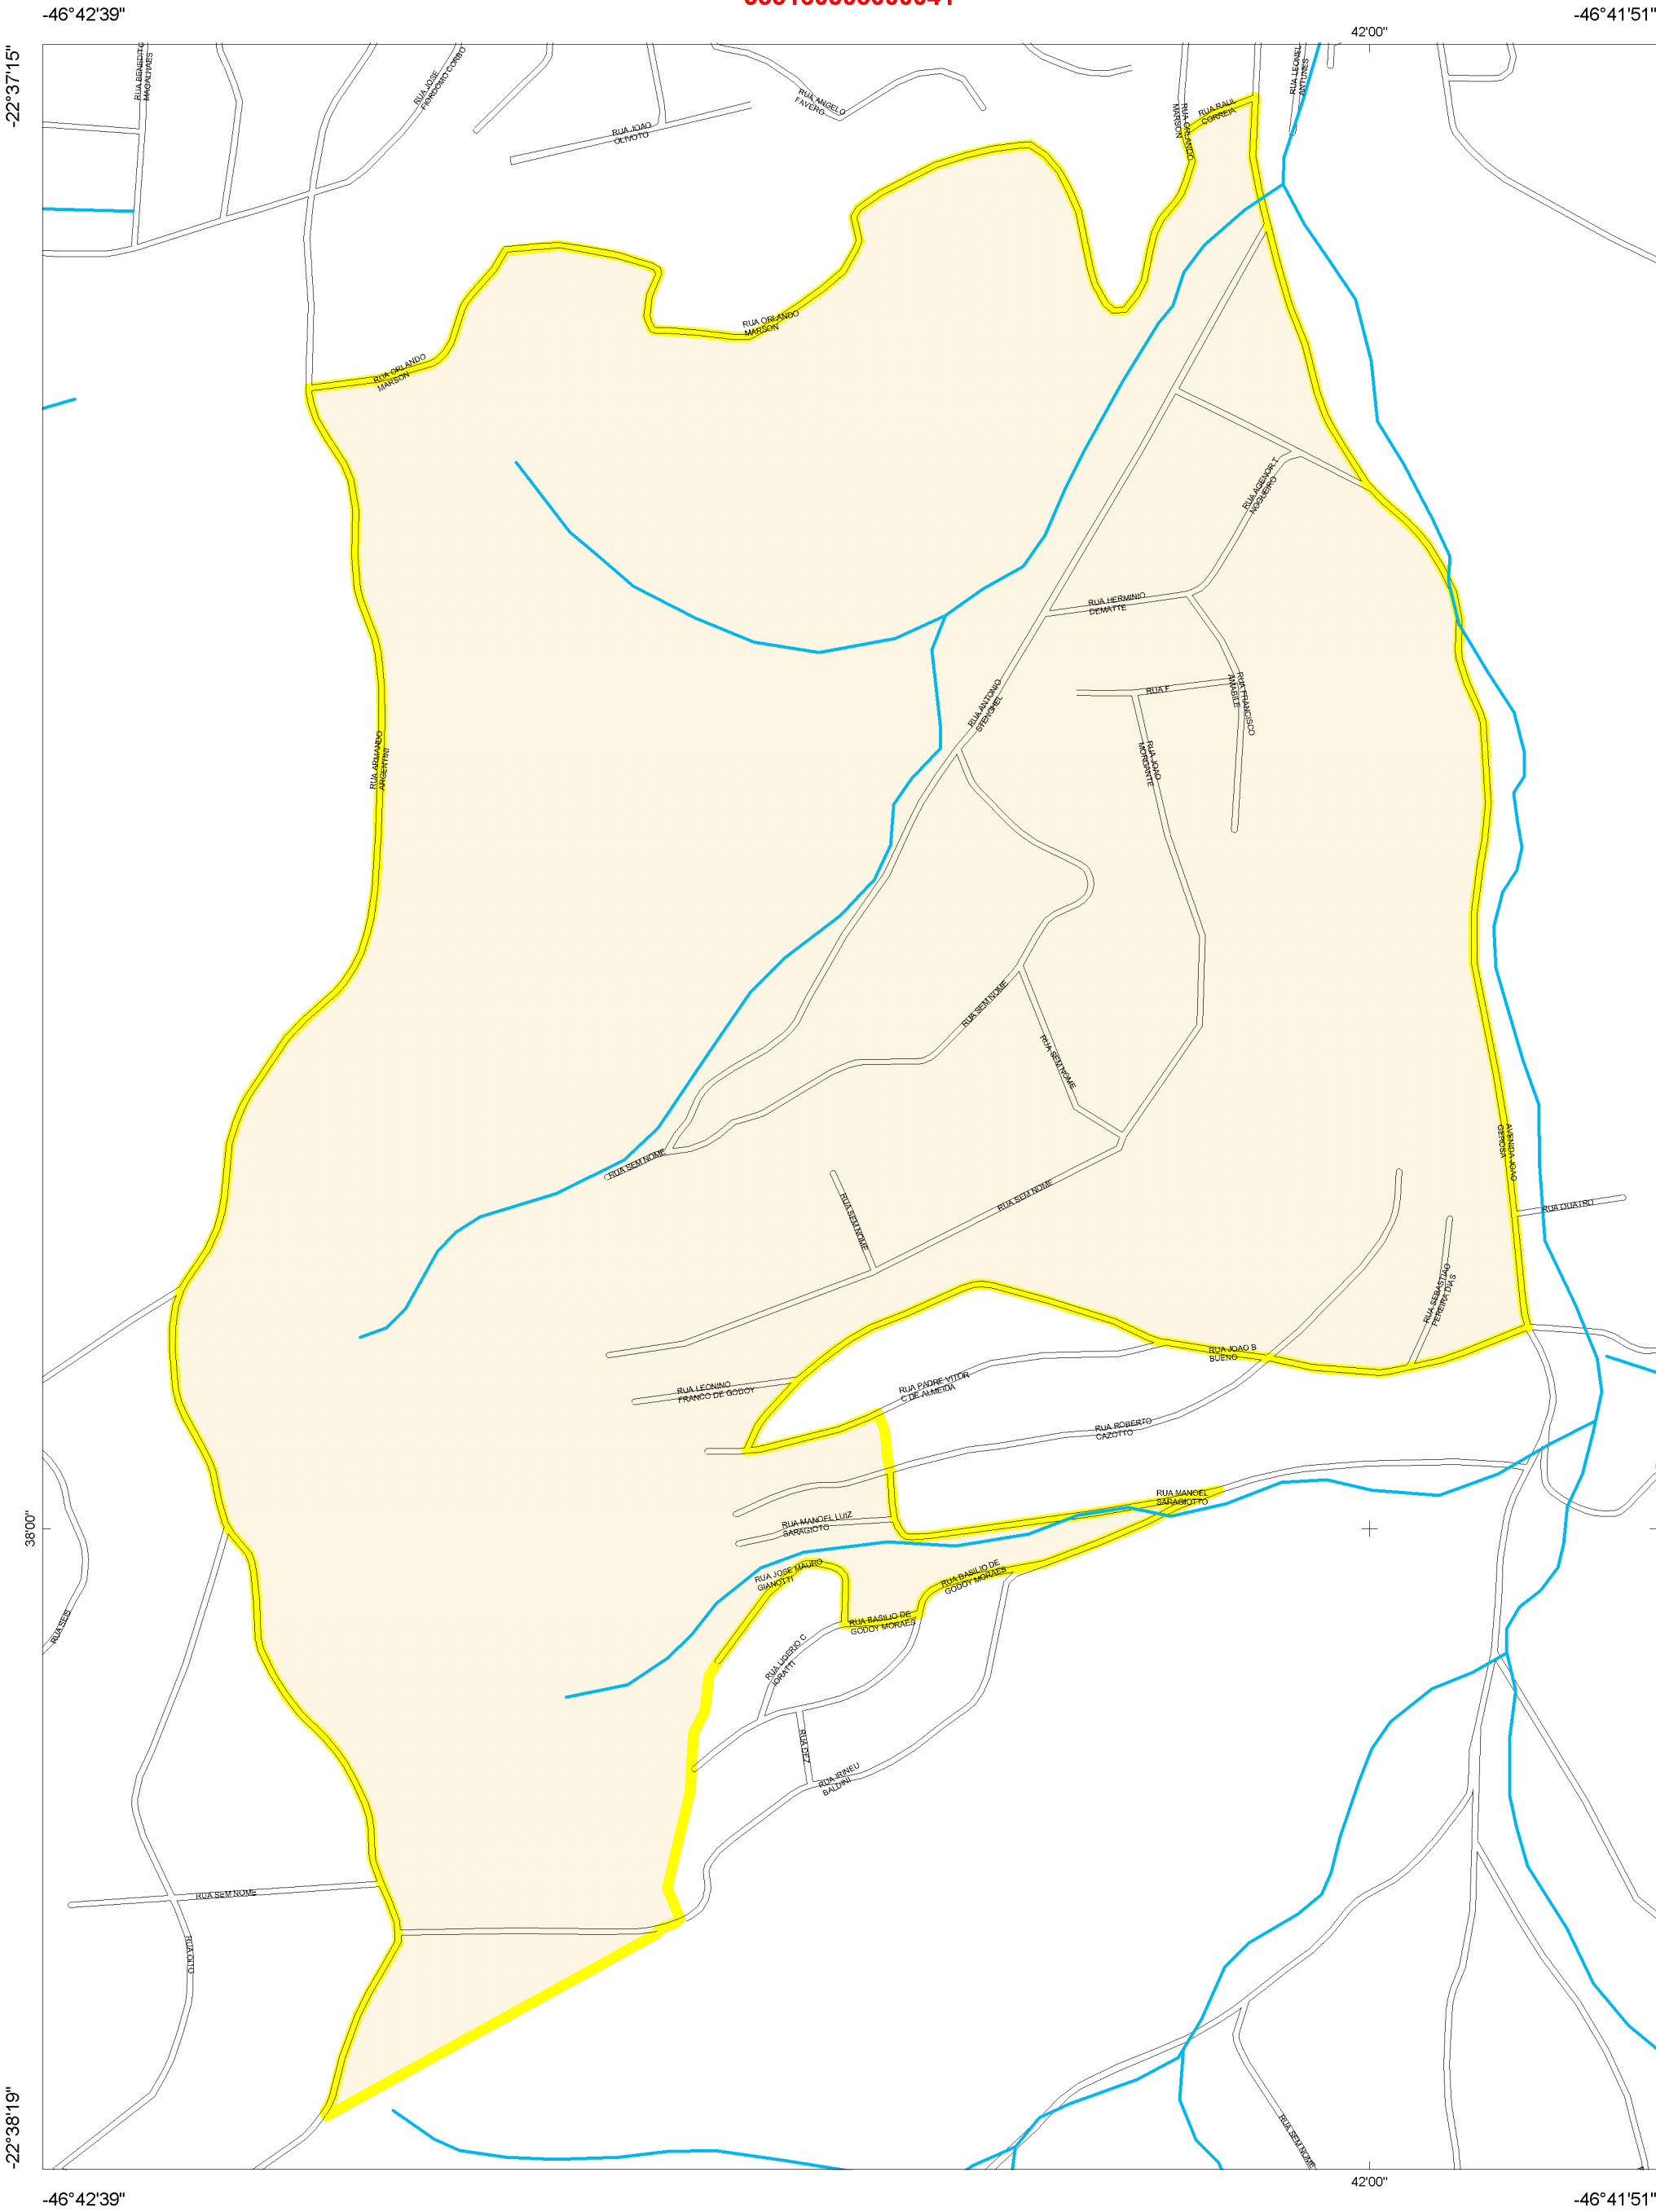 -46°42'39"
-46°41'51"
42'00"
-22°37'15"
RUA BENEDITO
MAGALHAES
RUA JOSE
FIORDOMO CORBO
RUA JOAO
OLIVOTO
RUA ANGELO
FAVERO
RUA ORLANDO
MARSON
RUA RAUL
CORREIA
RUA LEONEL
ANTUNES
RUA ORLANDO
MARSON
RUA ORLANDO
MARSON
RUA AGENOR T
NOGUEIRO
RUA HERMINIO
DEMATTE
RUA ANTONIO
STENGHEL
RUA F
RUA FRANCISCO
AMABILE
RUA JOAO
MORGANTE
RUA ARMANDO
ARGENTINI
RUA SEM NOME
RUA SEM NOME
RUA SEM NOME
RUA SEM NOME
RUA SEM NOME
AVENIDA JOAO
GEROSA
RUA QUATRO
RUA SEBASTIAO
PEREIRA DIAS
RUA JOAO B
BUENO
RUA LEONINO
FRANCO DE GODOY
RUA PADRE VITOR
C DE ALMEIDA
RUA ROBERTO
CAZOTTO
RUA MANOEL
SARAGIOTTO
RUA MANOEL LUIZ
SARAGIOTO
38'00"
RUA JOSE MAURO
GIANOTTI
RUA BASILIO DE
GODOY MORAES
RUA BASILIO DE
GODOY MORAES
RUA SEIS
RUA LIDERIO C
IORATTI
RUA DEZ
RUA IRINEU
BALDINI
RUA SEM NOME
RUA OITO
RUA SEM NOME
-22°38'19"
42'00"
-46°42'39"
-46°41'51"